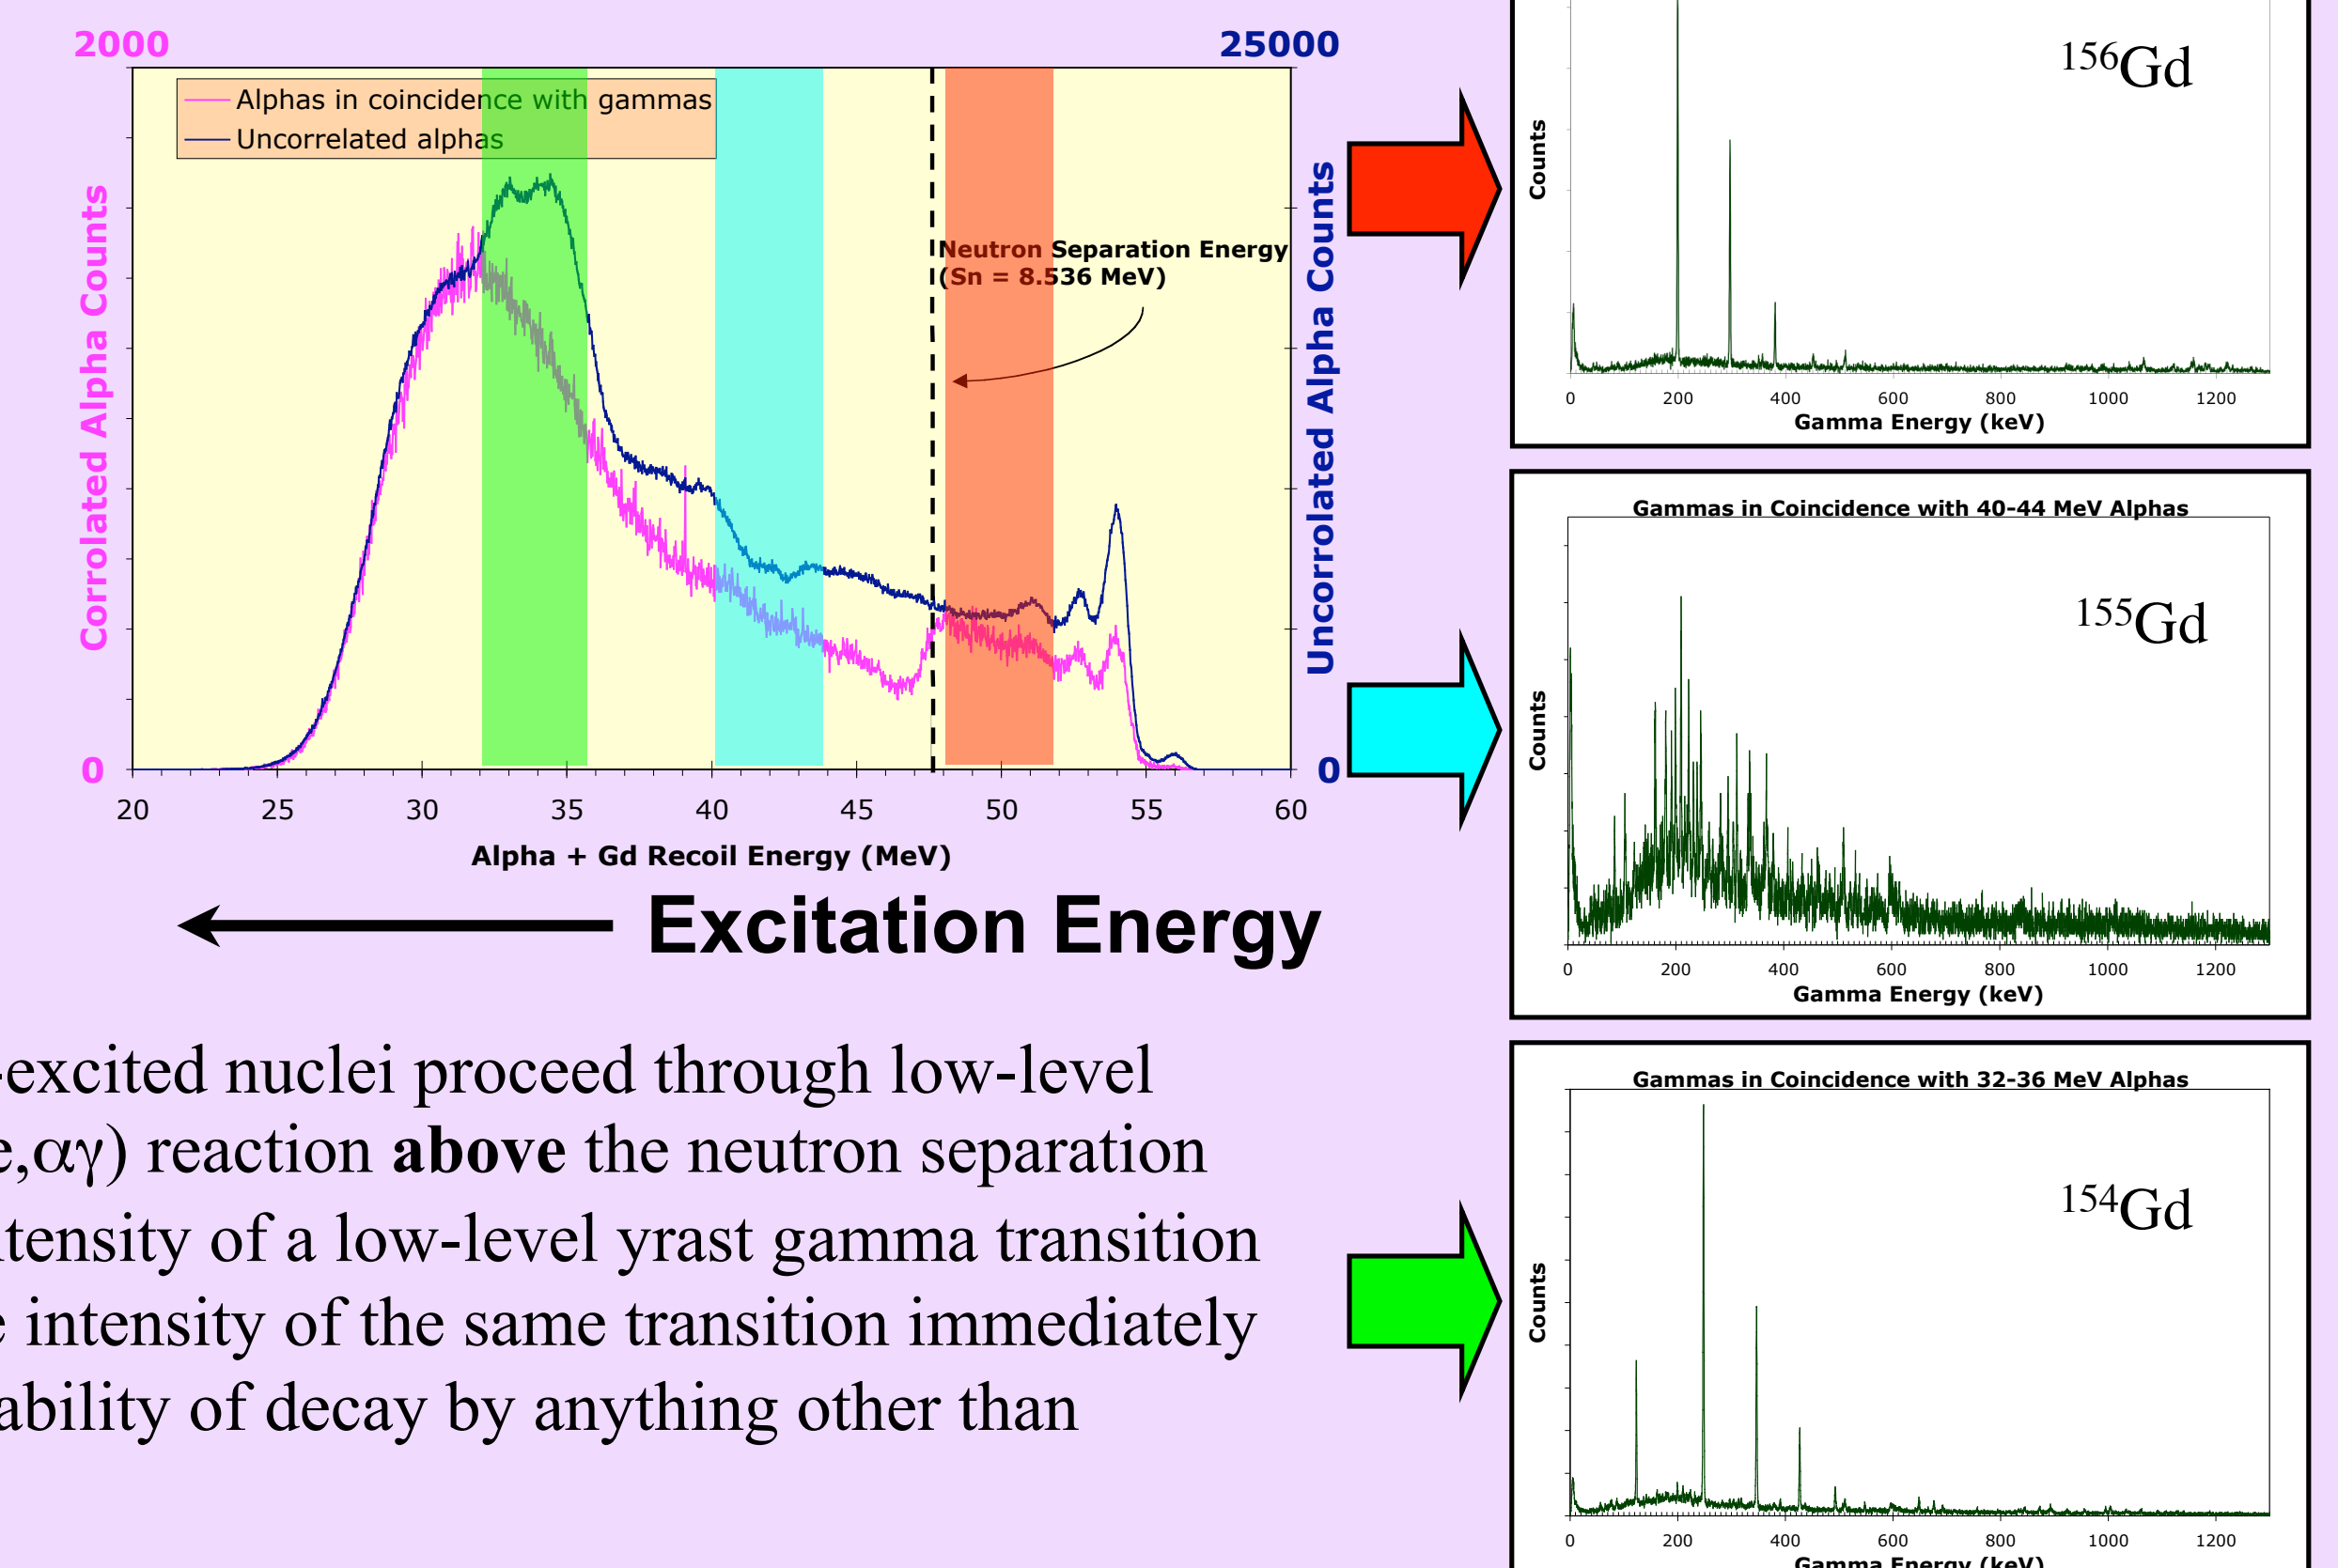 2000
25000
Alphas in coincidence with gammas
Uncorrelated alphas
Corrolated Alpha Counts
Uncorrolated Alpha Counts
Neutron Separation Energy
(Sn = 8.536 MeV)
0
0
20 25 30 35 40 45 50 55 60
Alpha + Gd Recoil Energy (MeV)
Excitation Energy
-excited nuclei proceed through low-level
e,αγ) reaction above the neutron separation
ntensity of a low-level yrast gamma transition
e intensity of the same transition immediately
ability of decay by anything other than
156Gd
Counts
0 200 400 600 800 1000 1200
Gamma Energy (keV)
Gammas in Coincidence with 40-44 MeV Alphas
155Gd
Counts
0 200 400 600 800 1000 1200
Gamma Energy (keV)
Gammas in Coincidence with 32-36 MeV Alphas
154Gd
Counts
0 200 400 600 800 1000 1200
Gamma Energy (keV)